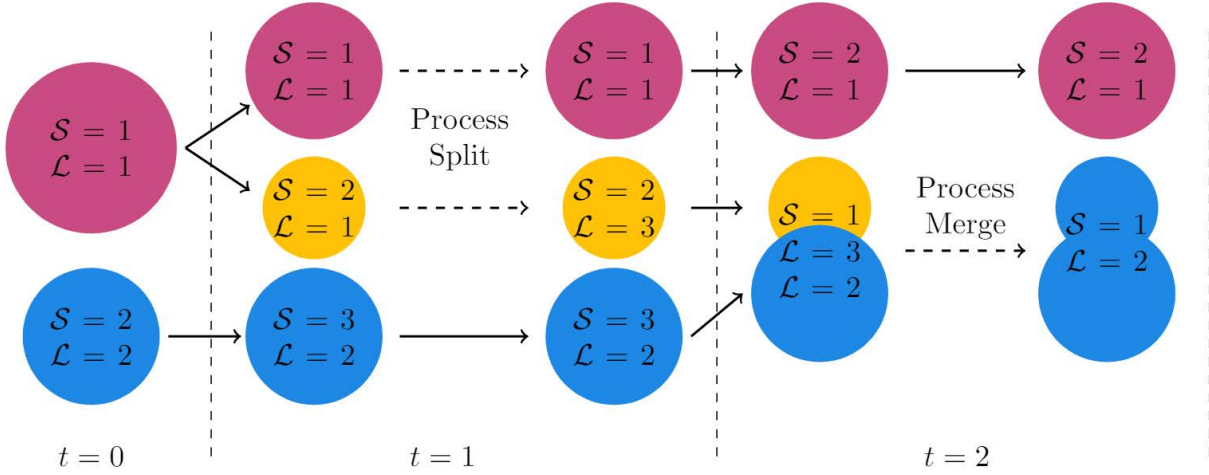 𝒮 = 1
ℒ = 1
𝒮 = 2
ℒ = 2
t = 0
𝒮 = 1
ℒ = 1
𝒮 = 2
ℒ = 1
𝒮 = 3
ℒ = 2
Process
Split
t = 1
𝒮 = 1
ℒ = 1
𝒮 = 2
ℒ = 3
𝒮 = 3
ℒ = 2
𝒮 = 2
ℒ = 1
𝒮 = 1
ℒ = 3
ℒ = 2
Process
Merge
t = 2
𝒮 = 2
ℒ = 1
𝒮 = 1
ℒ = 2